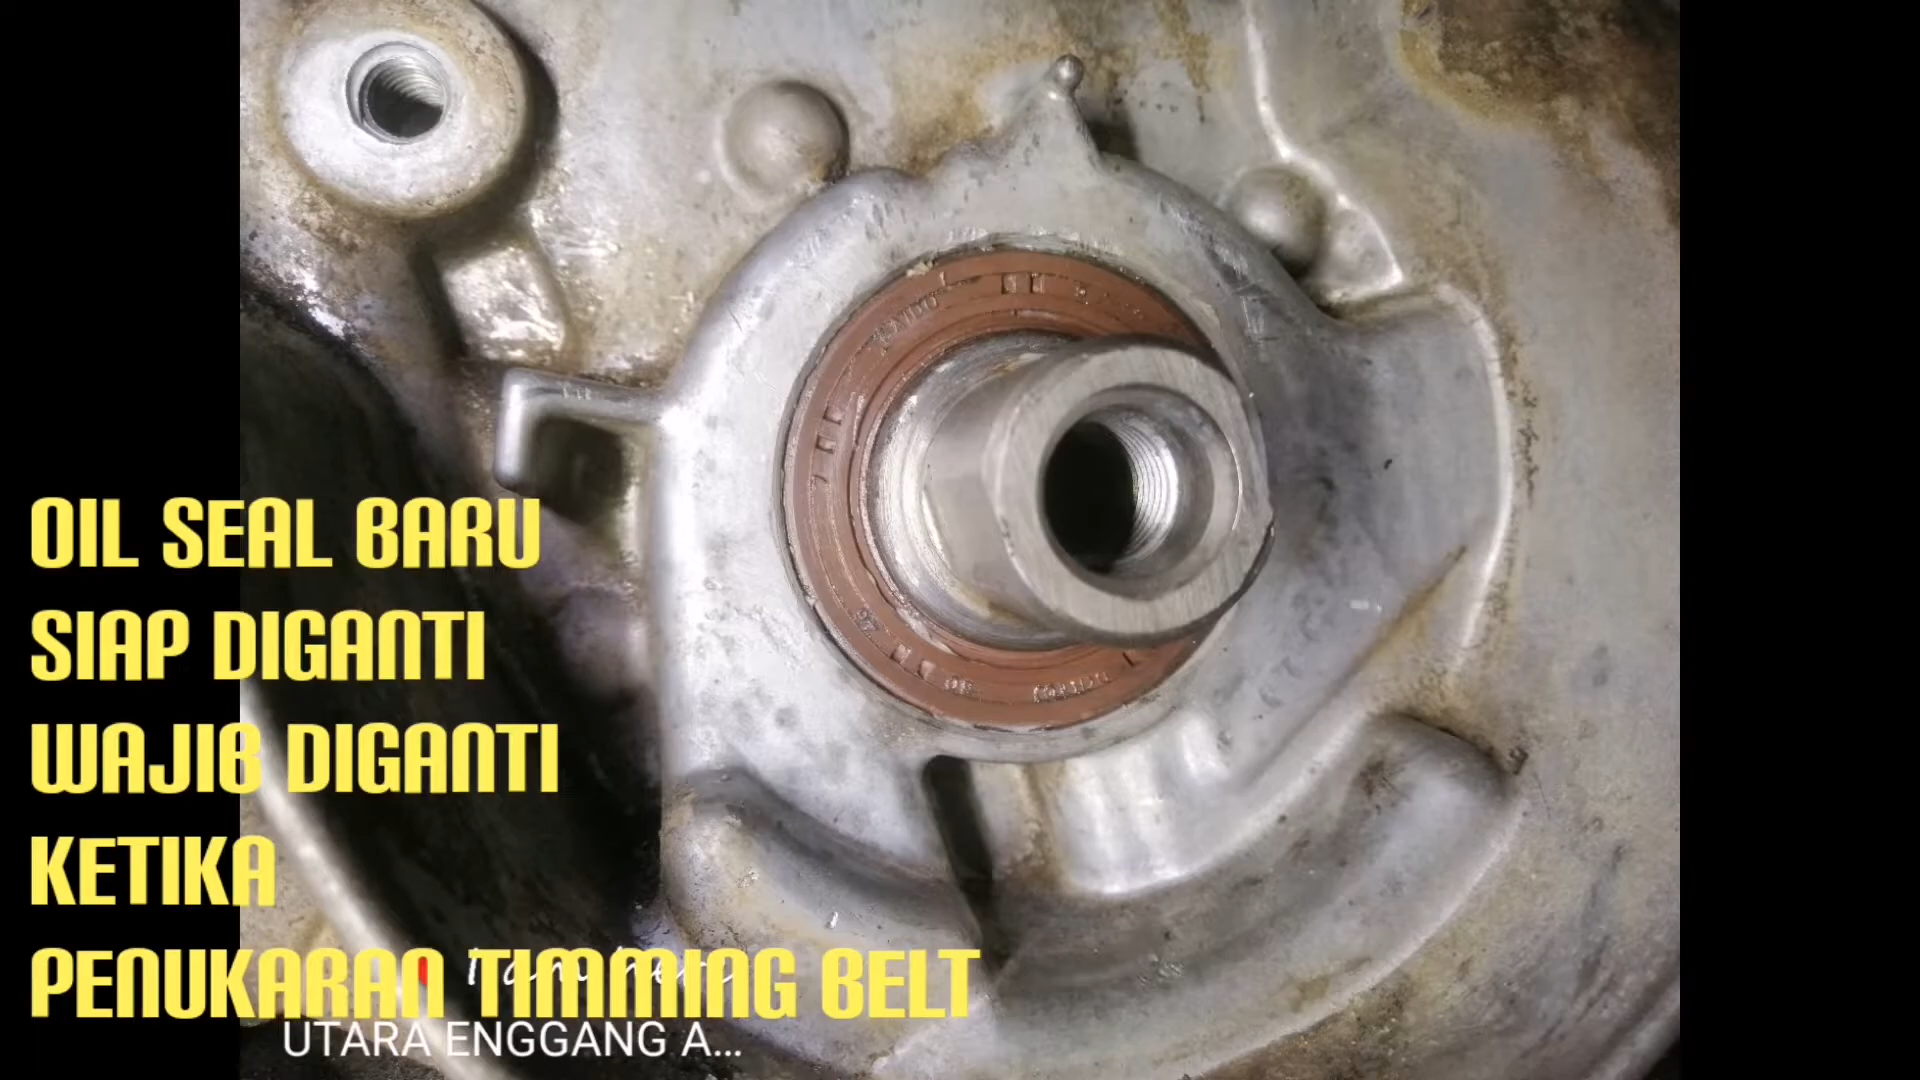 OIL SEAL BARU
SIAP DIGANTI
WAJIB DIGANTI
KETIKA
PENUKARAN TIMMING BELT
UTARA ENGGANG A...